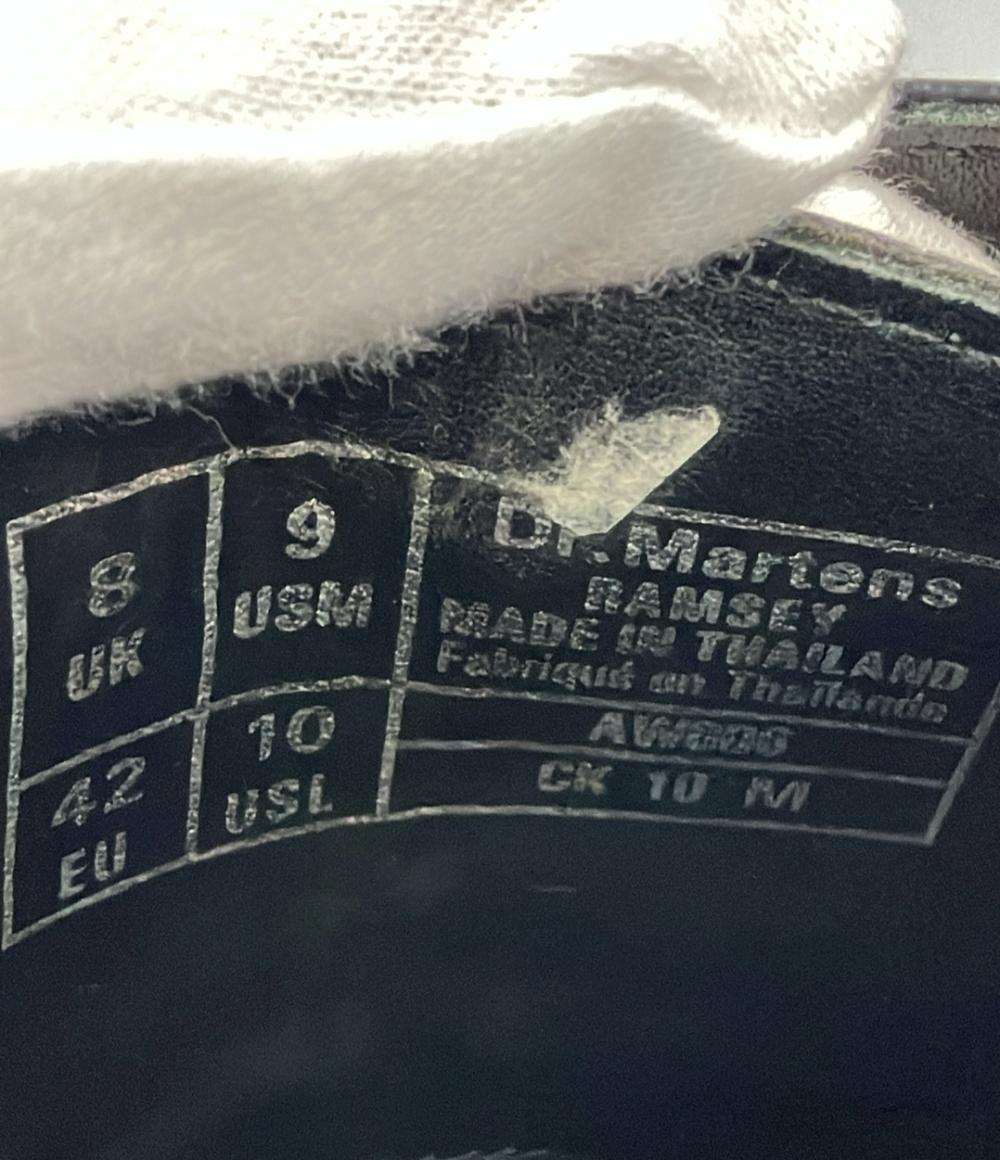 8
UK
9
USM
42
EU
10
USL
Dr. Martens
RAMSEY
MADE IN THAILAND
Fabriqué en Thaïlande
CK 10 M